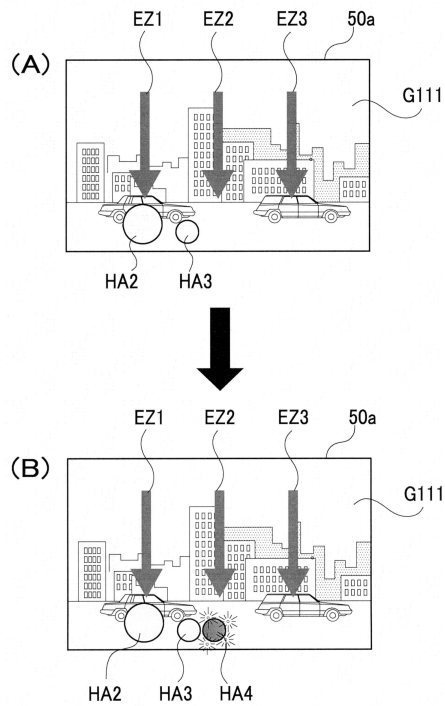 EZ1 EZ2 EZ3 50a
(A)
G111
HA2 HA3
EZ1 EZ2 EZ3 50a
(B)
G111
HA2 HA3 HA4